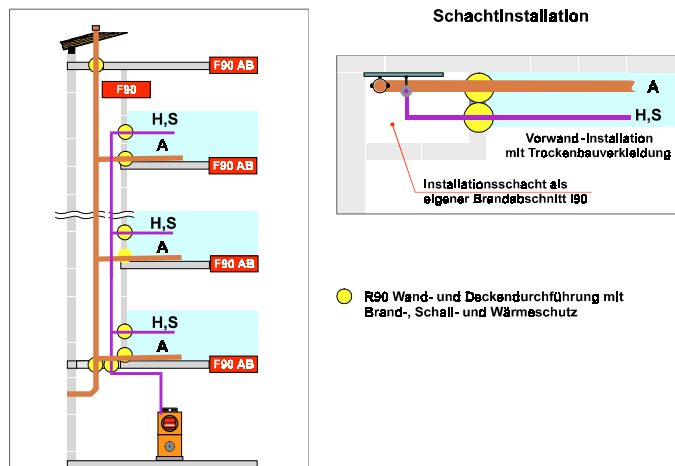 F90 AB
F90
H,S
A
F90 AB
H,S
A
F90 AB
H,S
A
F90 AB
SchachtInstallation
A
H,S
Vorwand-Installation
mit Trockenbauverkleidung
Installationsschacht als
eigener Brandabschnitt I90
R90 Wand- und Deckendurchführung mit
Brand-, Schall- und Wärmeschutz